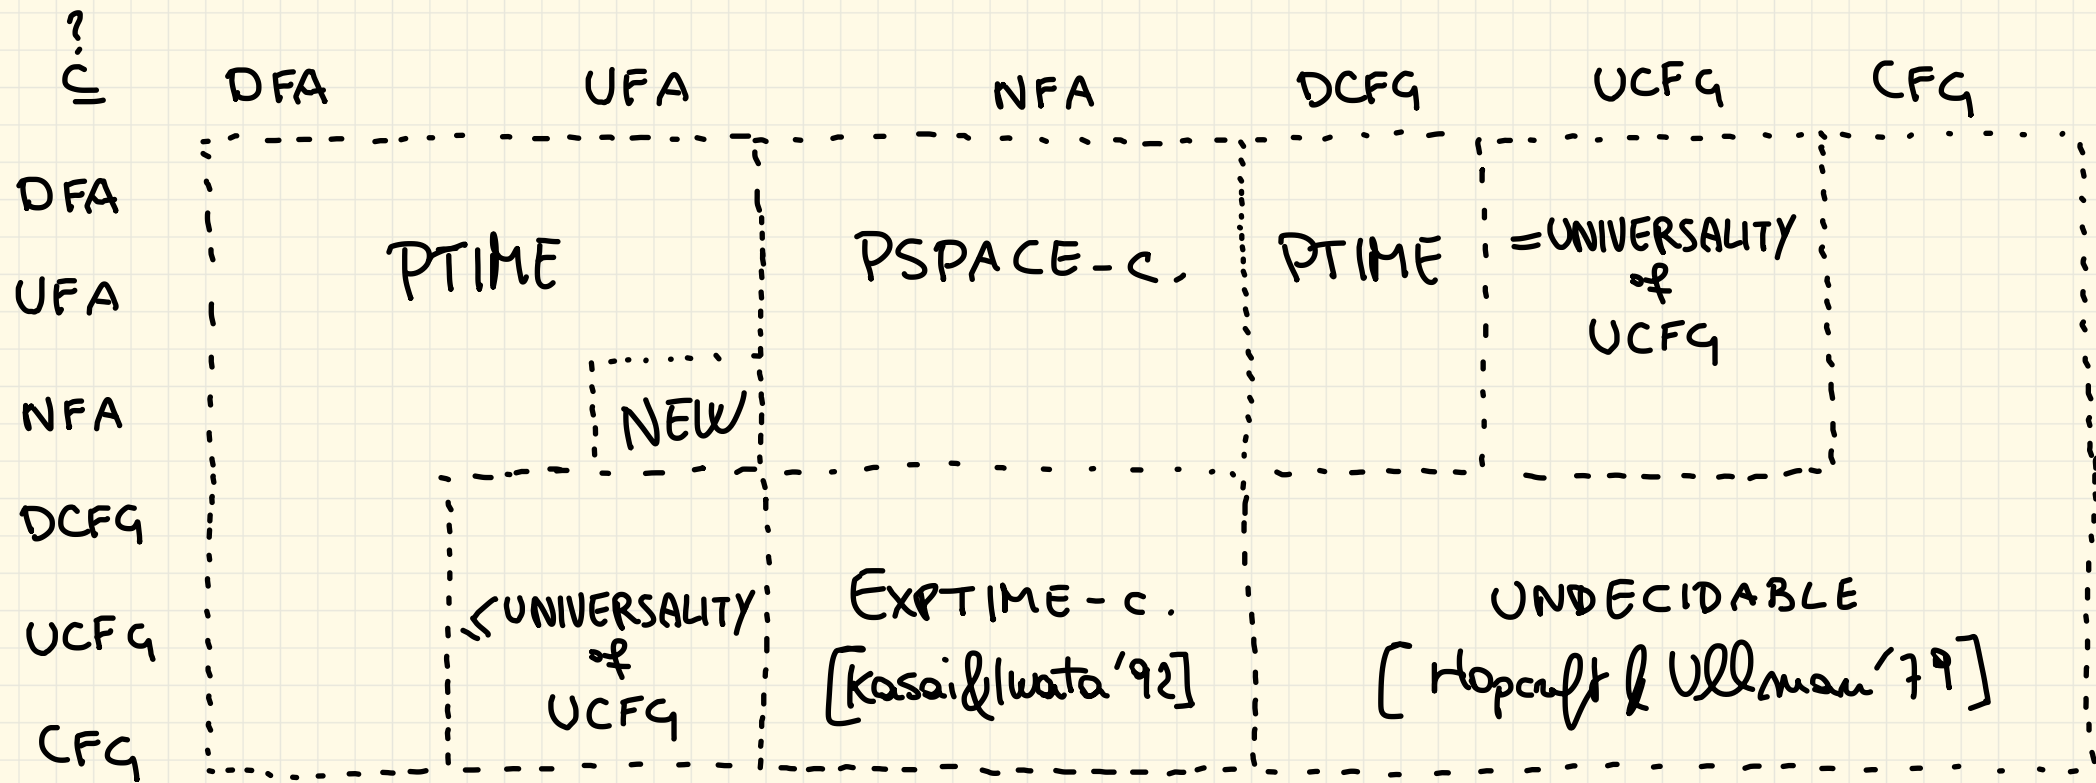 ?
⊆ DFA UFA NFA DCFG UCFG CFG
DFA
UFA
NFA
DCFG
UCFG
CFG
PTIME
NEW
PSPACE-c.
PTIME
=UNIVERSALITY
of
UCFG
<UNIVERSALITY
of
UCFG
EXPTIME-c.
[Kasai&Iwata'92]
UNDECIDABLE
[Hopcroft & Ullman'79]